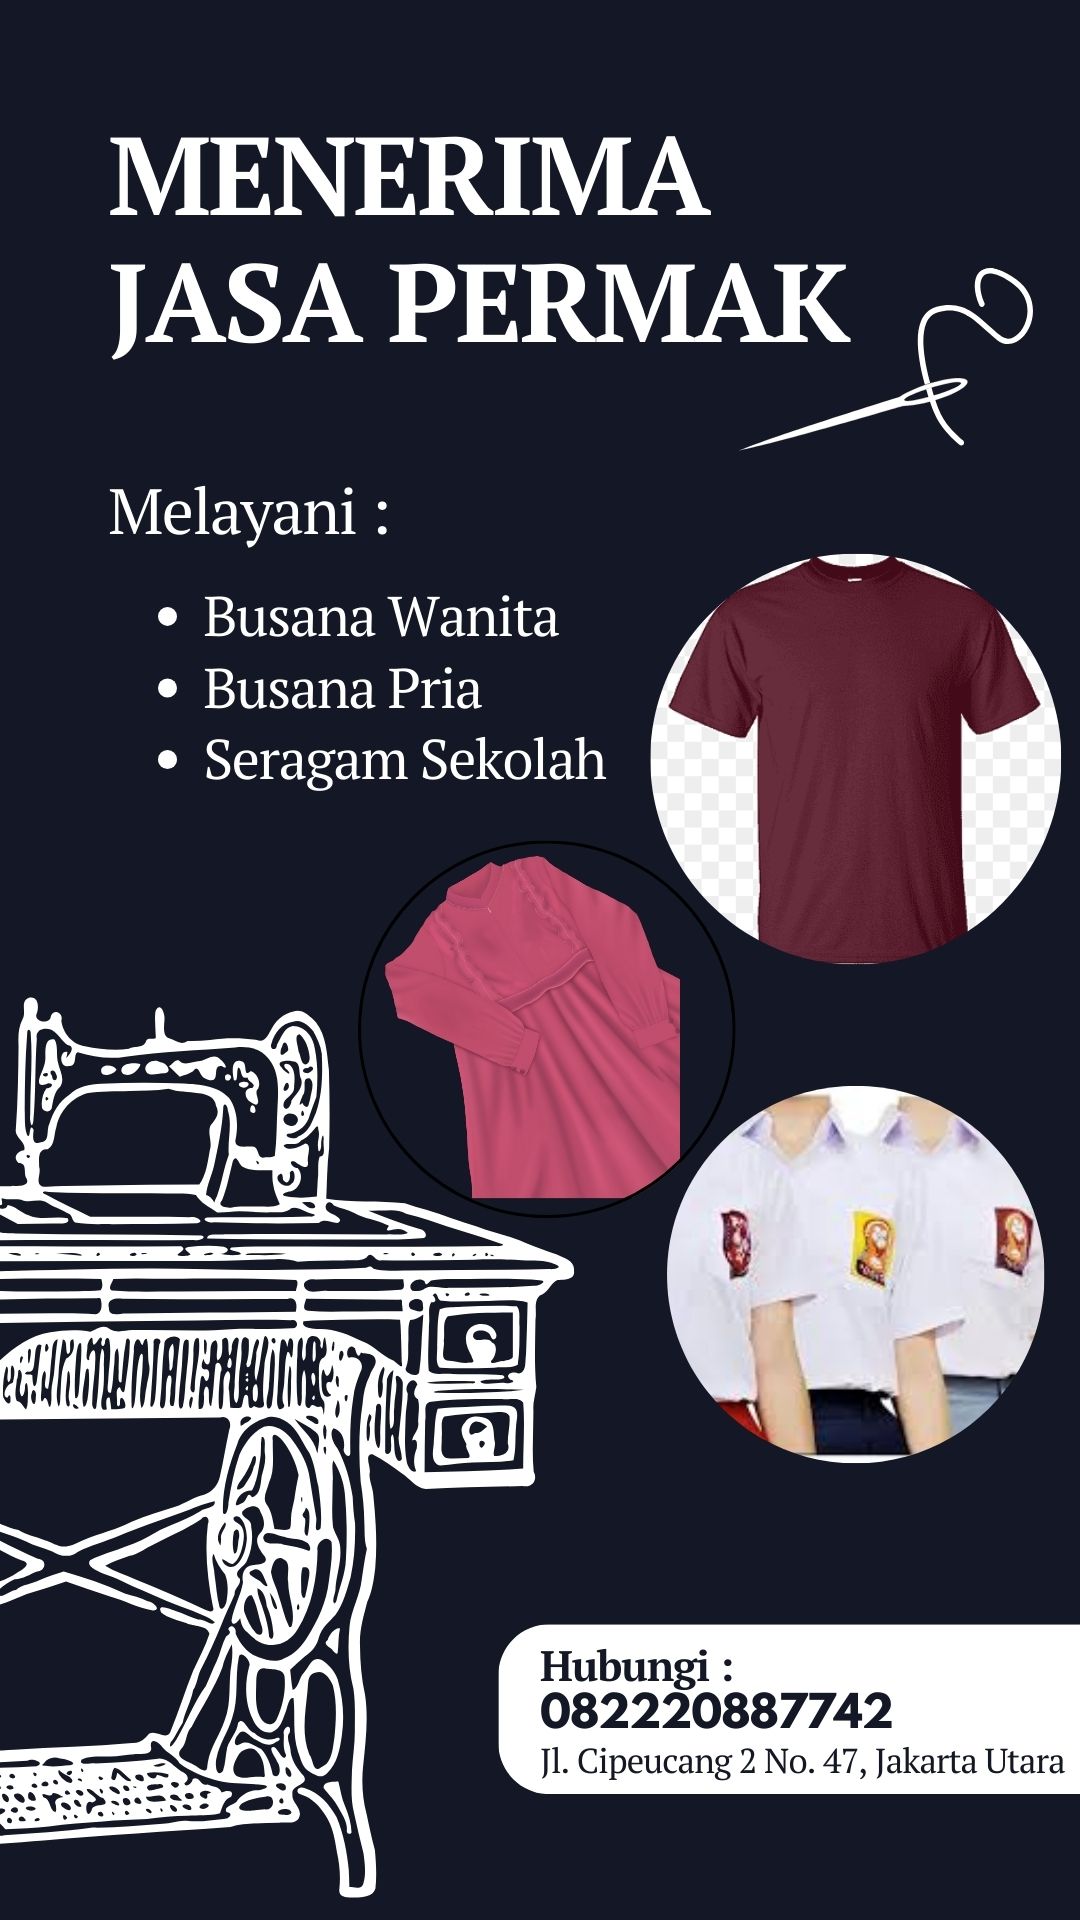 MENERIMA
JASA PERMAK
Melayani :
Busana Wanita
Busana Pria
Seragam Sekolah
Hubungi :
082220887742
Jl. Cipeucang 2 No. 47, Jakarta Utara